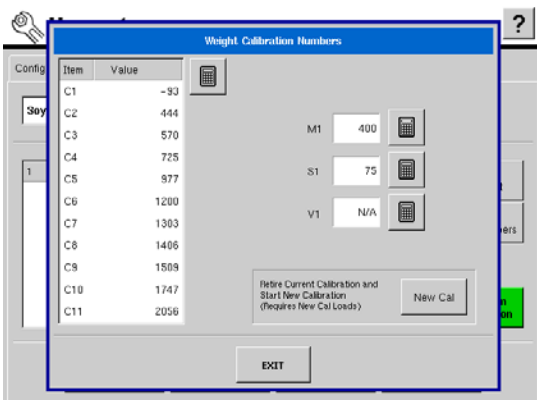 ?
Weight Calibration Numbers
Config
Item Value
C1 -93
C2 444
C3 570
C4 725
C5 977
C6 1200
C7 1303
C8 1406
C9 1509
C10 1747
C11 2056
Soy
1
M1 400
S1 75
V1 N/A
ers
Retire Current Calibration and
Start New Calibration
(Requires New Cal Loads)
New Cal
n
on
EXIT